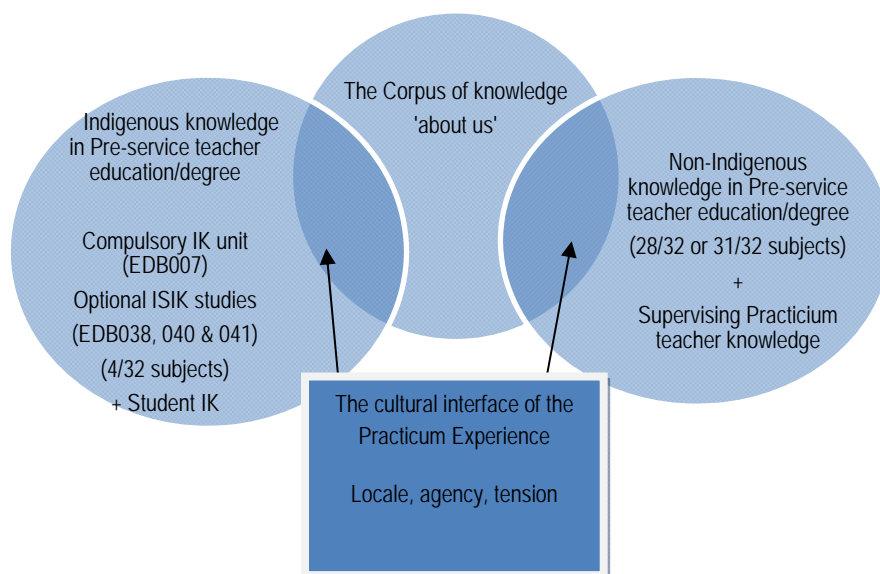 Indigenous knowledge
in Pre-service teacher
education/degree
Compulsory IK unit
(EDB007)
Optional ISIK studies
(EDB038, 040 & 041)
(4/32 subjects)
+ Student IK
The Corpus of knowledge
'about us'
Non-Indigenous
knowledge in Pre-service
teacher education/degree
(28/32 or 31/32 subjects)
+
Supervising Practicium
teacher knowledge
The cultural interface of the
Practicum Experience
Locale, agency, tension